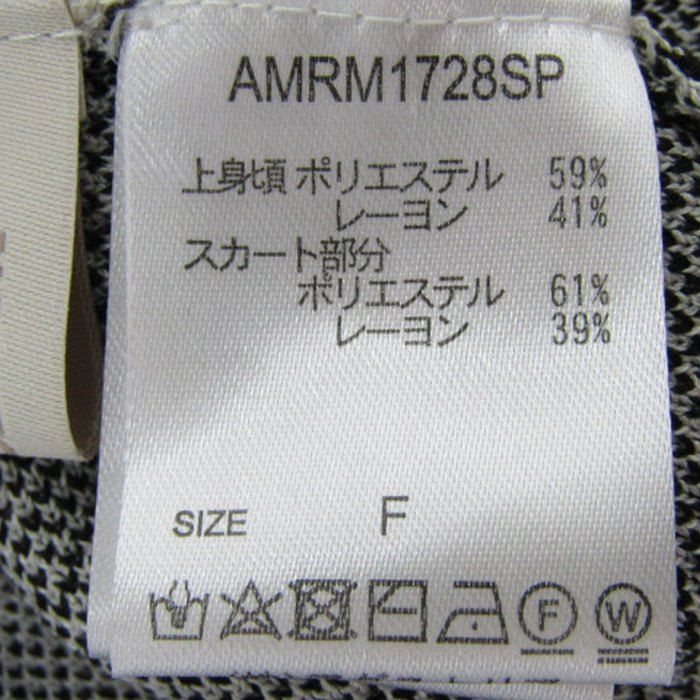 AMRM1728SP
上身頃 ポリエステル 59%
レーヨン 41%
スカート部分
ポリエステル 61%
レーヨン 39%
SIZE F
F W